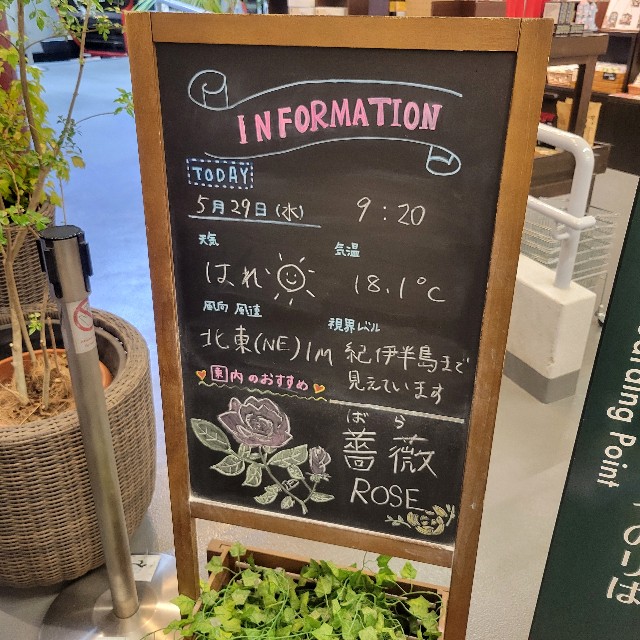 INFORMATION
TODAY
5月29日(水) 9:20
天気 気温
はれ 18.1℃
風向 風速 視界レベル
北東(NE)1m 紀伊半島まで
見えています
園内のおすすめ
ばら
薔薇
ROSE
arding Point
のりば